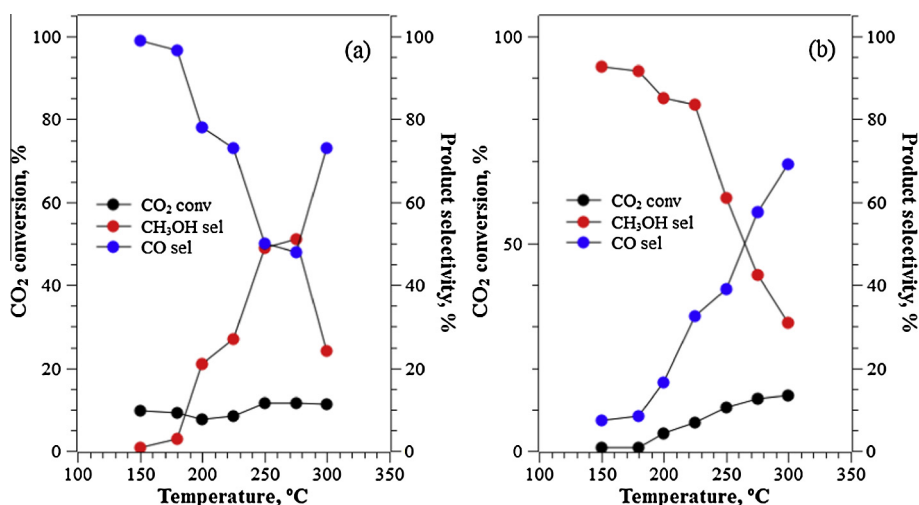 (a)
100
80
60
40
20
0
CO₂ conversion, %
CO₂ conv
CH₃OH sel
CO sel
100
80
60
40
20
0
Product selectivity, %
100 150 200 250 300 350
Temperature, °C
(b)
100
50
0
CO₂ conversion, %
CO₂ conv
CH₃OH sel
CO sel
100
80
60
40
20
0
Product selectivity, %
100 150 200 250 300 350
Temperature, °C